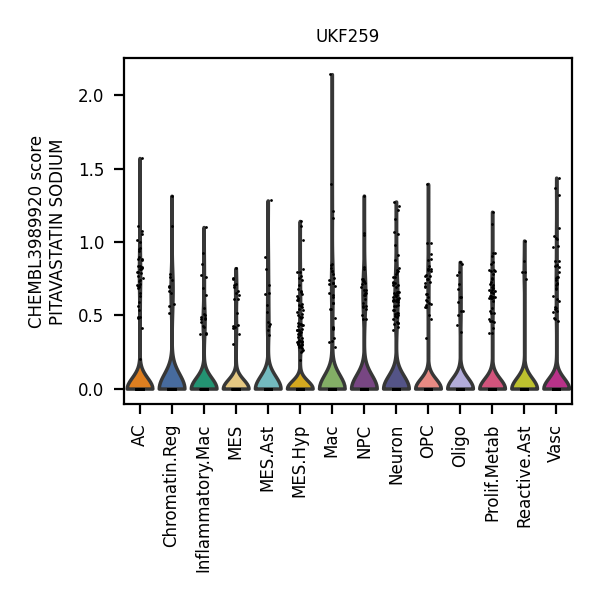 UKF259
CHEMBL3989920 score
PITAVASTATIN SODIUM
2.0
1.5
1.0
0.5
0.0
AC
Chromatin.Reg
Inflammatory.Mac
MES
MES.Ast
MES.Hyp
Mac
NPC
Neuron
OPC
Oligo
Prolif.Metab
Reactive.Ast
Vasc